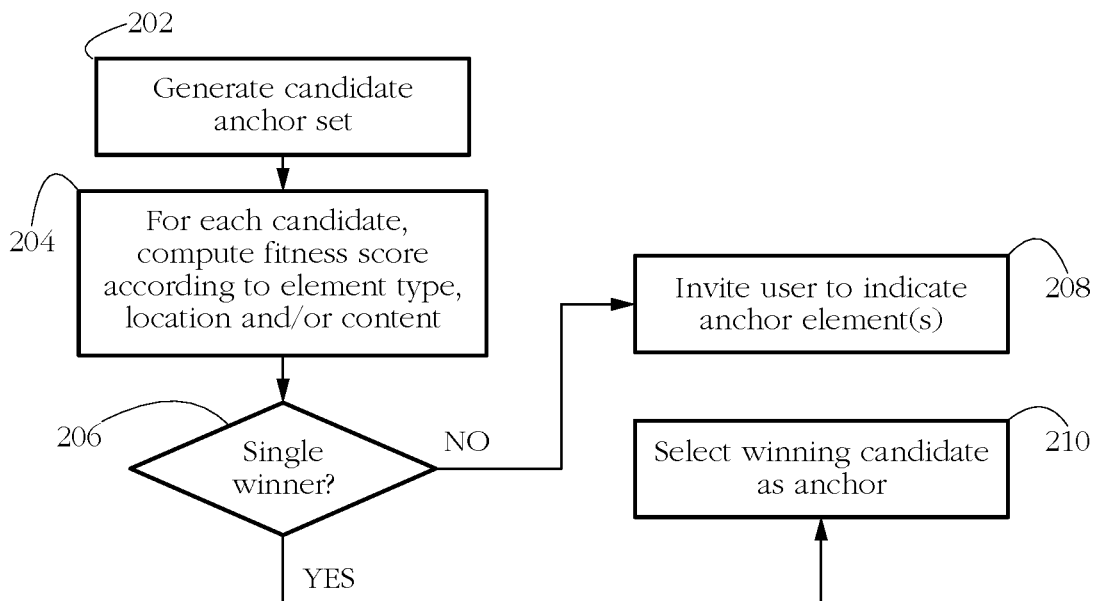 202
Generate candidate
anchor set
204
For each candidate,
compute fitness score
according to element type,
location and/or content
206
Single
winner?
NO
YES
208
Invite user to indicate
anchor element(s)
210
Select winning candidate
as anchor